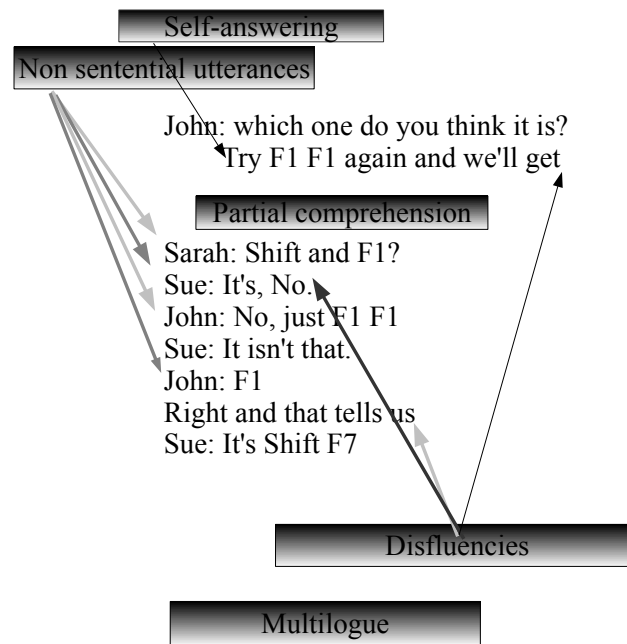 Self-answering
Non sentential utterances
John: which one do you think it is?
Try F1 F1 again and we'll get
Partial comprehension
Sarah: Shift and F1?
Sue: It's, No.
John: No, just F1 F1
Sue: It isn't that.
John: F1
Right and that tells us
Sue: It's Shift F7
Disfluencies
Multilogue